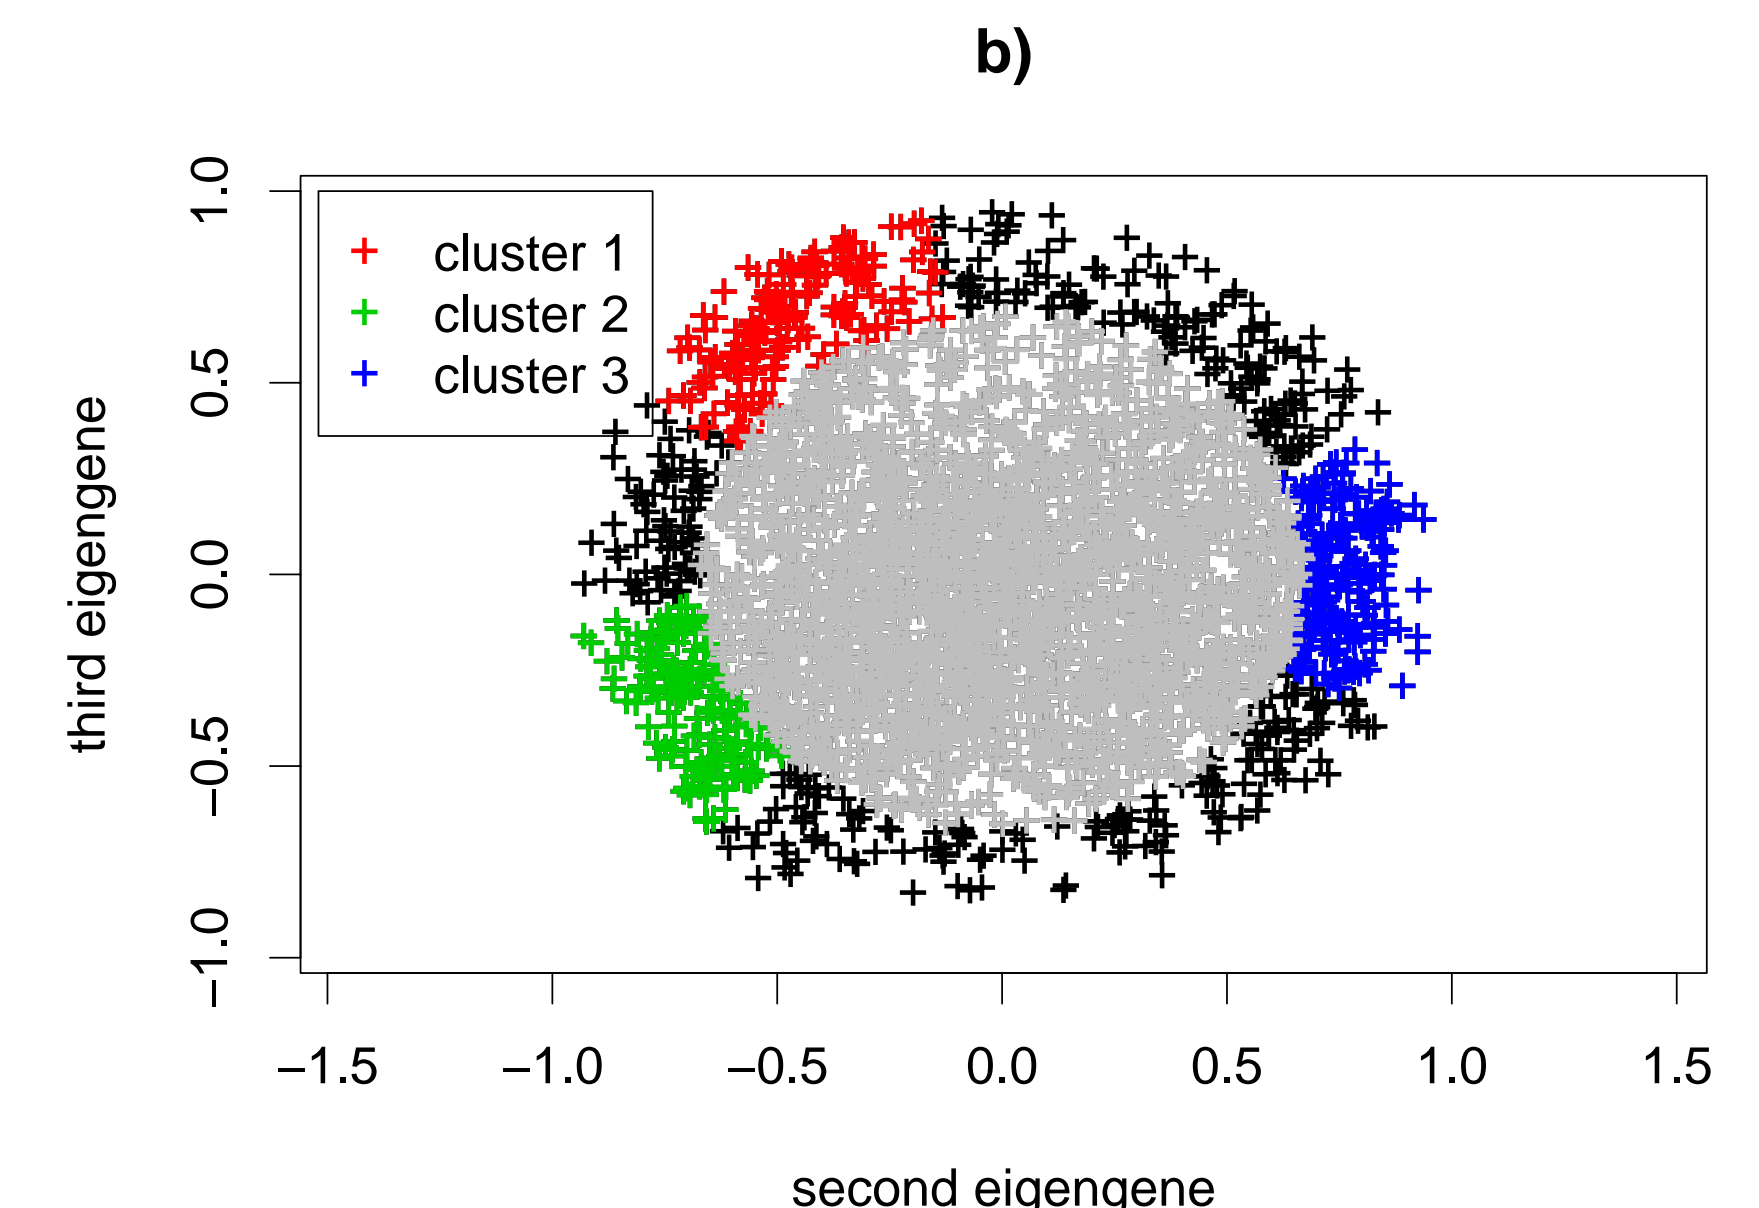 b)
third eigengene
1.0
0.5
0.0
−0.5
−1.0
cluster 1
cluster 2
cluster 3
−1.5 −1.0 −0.5 0.0 0.5 1.0 1.5
second eigengene